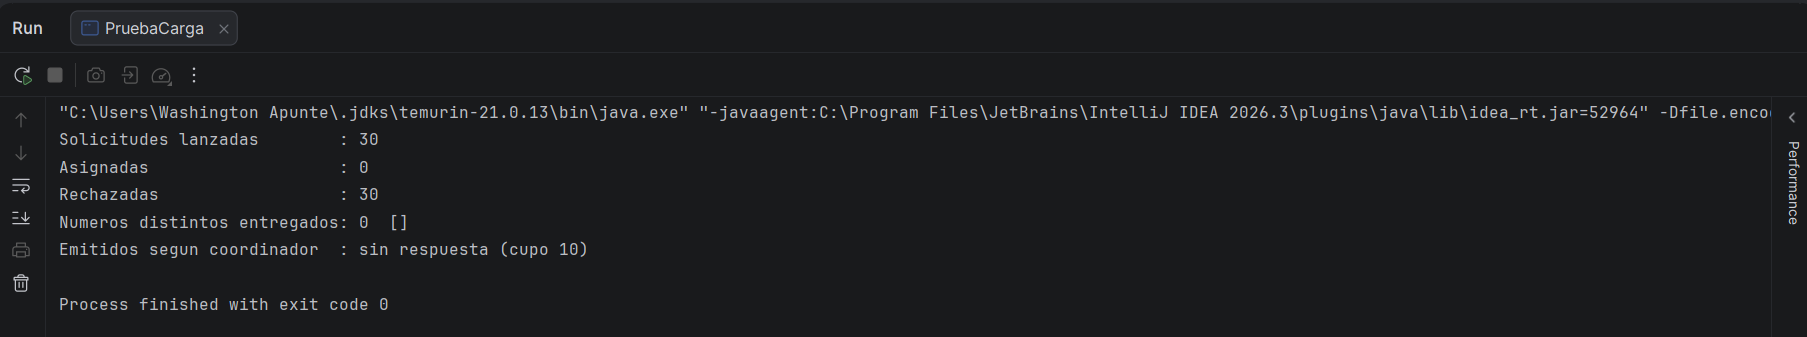 Run
PruebaCarga
"C:\Users\Washington Apunte\.jdks\temurin-21.0.13\bin\java.exe" "-javaagent:C:\Program Files\JetBrains\IntelliJ IDEA 2026.3\plugins\java\lib\idea_rt.jar=52964" -Dfile.enco
Solicitudes lanzadas        : 30
Asignadas                   : 0
Rechazadas                  : 30
Numeros distintos entregados: 0  []
Emitidos segun coordinador  : sin respuesta (cupo 10)
Process finished with exit code 0
Performance